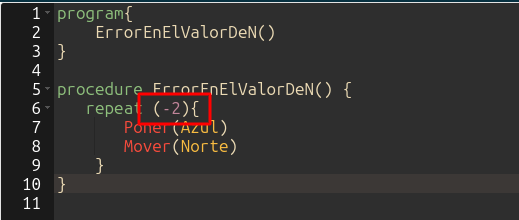 1 program{
2 ErrorEnElValorDeN()
3 }
4
5 procedure ErrorEnElValorDeN() {
6 repeat (-2){
7 Poner(Azul)
8 Mover(Norte)
9 }
10 }
11